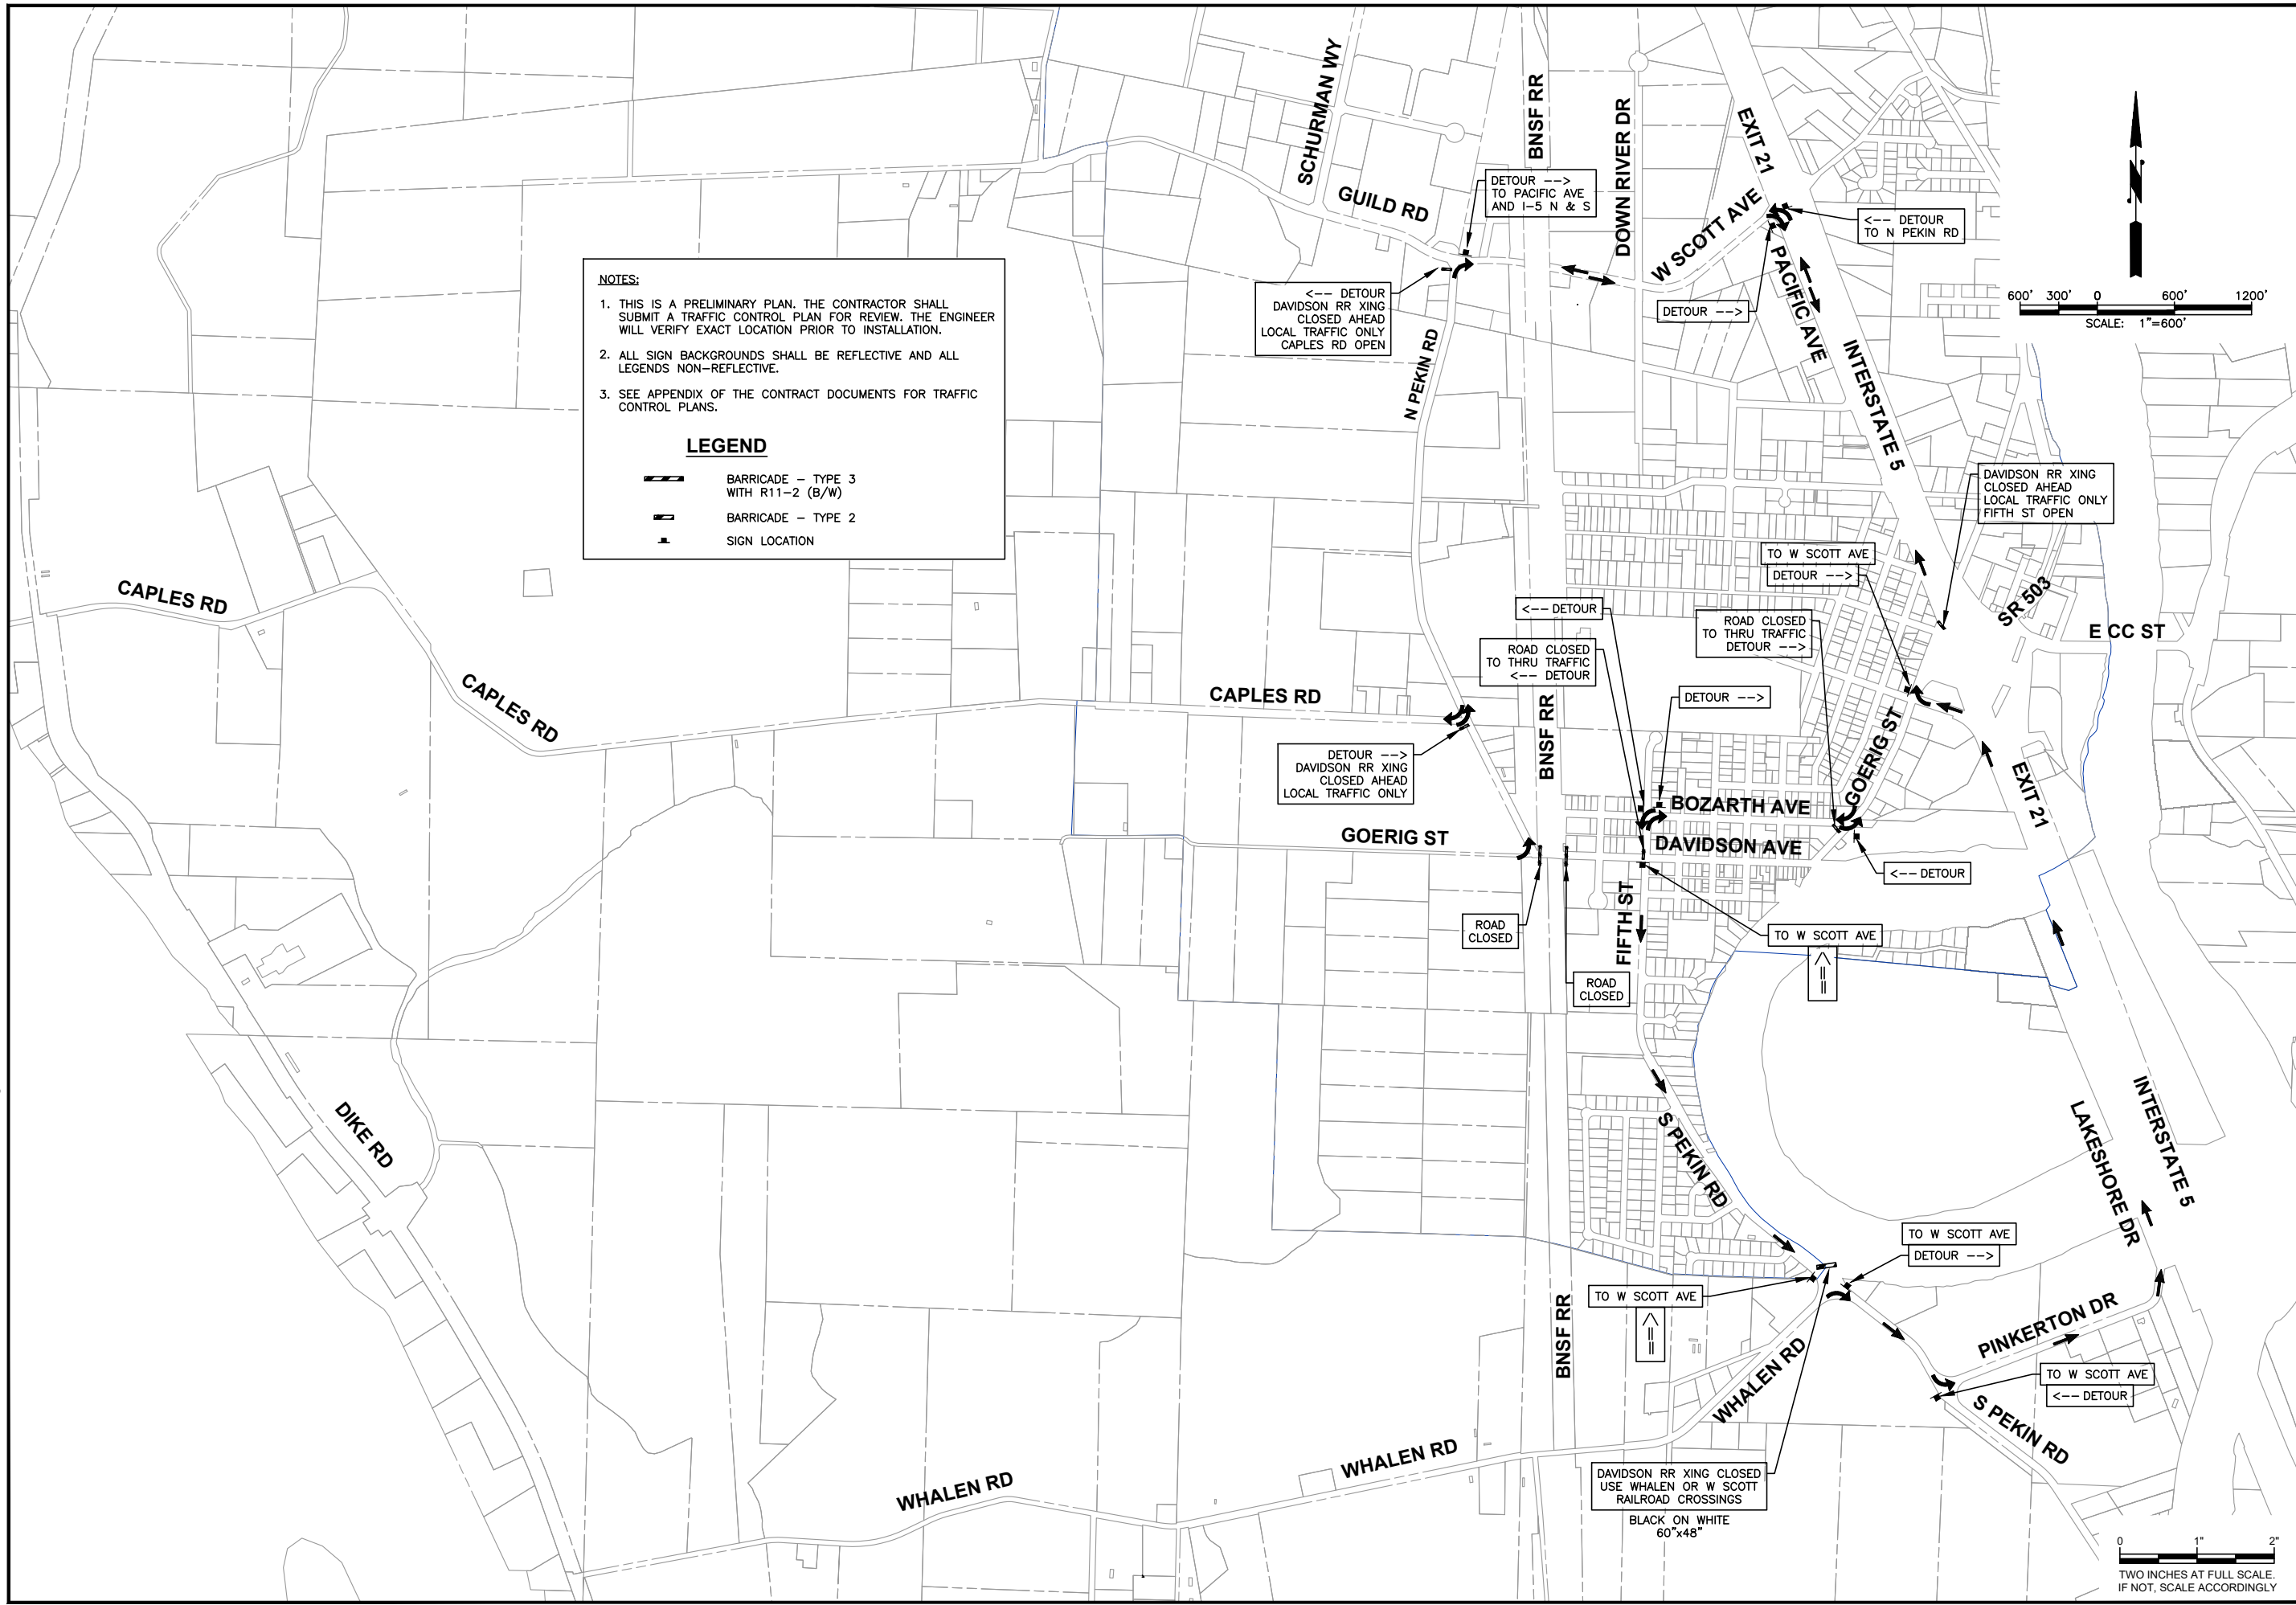 SCHURMAN WY
BNSF RR
DOWN RIVER DR
EXIT 21
N
GUILD RD
DETOUR -->
TO PACIFIC AVE
AND I-5 N & S
W SCOTT AVE
<-- DETOUR
TO N PEKIN RD
PACIFIC AVE
DETOUR -->
<-- DETOUR
DAVIDSON RR XING
CLOSED AHEAD
LOCAL TRAFFIC ONLY
CAPLES RD OPEN
600' 300' 0 600' 1200'
SCALE: 1"=600'
NOTES:
1. THIS IS A PRELIMINARY PLAN. THE CONTRACTOR SHALL
SUBMIT A TRAFFIC CONTROL PLAN FOR REVIEW. THE ENGINEER
WILL VERIFY EXACT LOCATION PRIOR TO INSTALLATION.
2. ALL SIGN BACKGROUNDS SHALL BE REFLECTIVE AND ALL
LEGENDS NON-REFLECTIVE.
3. SEE APPENDIX OF THE CONTRACT DOCUMENTS FOR TRAFFIC
CONTROL PLANS.
LEGEND
BARRICADE - TYPE 3
WITH R11-2 (B/W)
BARRICADE - TYPE 2
SIGN LOCATION
N PEKIN RD
INTERSTATE 5
DAVIDSON RR XING
CLOSED AHEAD
LOCAL TRAFFIC ONLY
FIFTH ST OPEN
TO W SCOTT AVE
DETOUR -->
SR 503
E CC ST
<-- DETOUR
ROAD CLOSED
TO THRU TRAFFIC
DETOUR -->
ROAD CLOSED
TO THRU TRAFFIC
<-- DETOUR
DETOUR -->
CAPLES RD
CAPLES RD
CAPLES RD
BNSF RR
DETOUR -->
DAVIDSON RR XING
CLOSED AHEAD
LOCAL TRAFFIC ONLY
GOERIG ST
EXIT 21
BOZARTH AVE
GOERIG ST
DAVIDSON AVE
<-- DETOUR
FIFTH ST
ROAD
CLOSED
TO W SCOTT AVE
ROAD
CLOSED
DIKE RD
S PEKIN RD
LAKESHORE DR
INTERSTATE 5
TO W SCOTT AVE
DETOUR -->
TO W SCOTT AVE
BNSF RR
PINKERTON DR
WHALEN RD
TO W SCOTT AVE
<-- DETOUR
S PEKIN RD
WHALEN RD
WHALEN RD
DAVIDSON RR XING CLOSED
USE WHALEN OR W SCOTT
RAILROAD CROSSINGS
BLACK ON WHITE
60"x48"
0 1" 2"
TWO INCHES AT FULL SCALE.
IF NOT, SCALE ACCORDINGLY